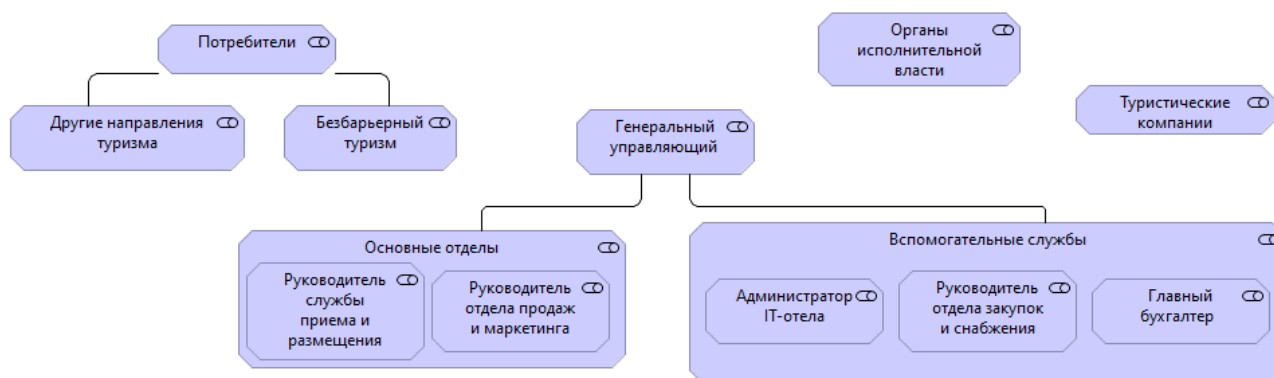 Потребители
Органы
исполнительной
власти
Туристические
компании
Другие направления
туризма
Безбарьерный
туризм
Генеральный
управляющий
Основные отделы
Руководитель
службы
приема и
размещения
Руководитель
отдела продаж
и маркетинга
Вспомогательные службы
Администратор
IT-отела
Руководитель
отдела закупок
и снабжения
Главный
бухгалтер